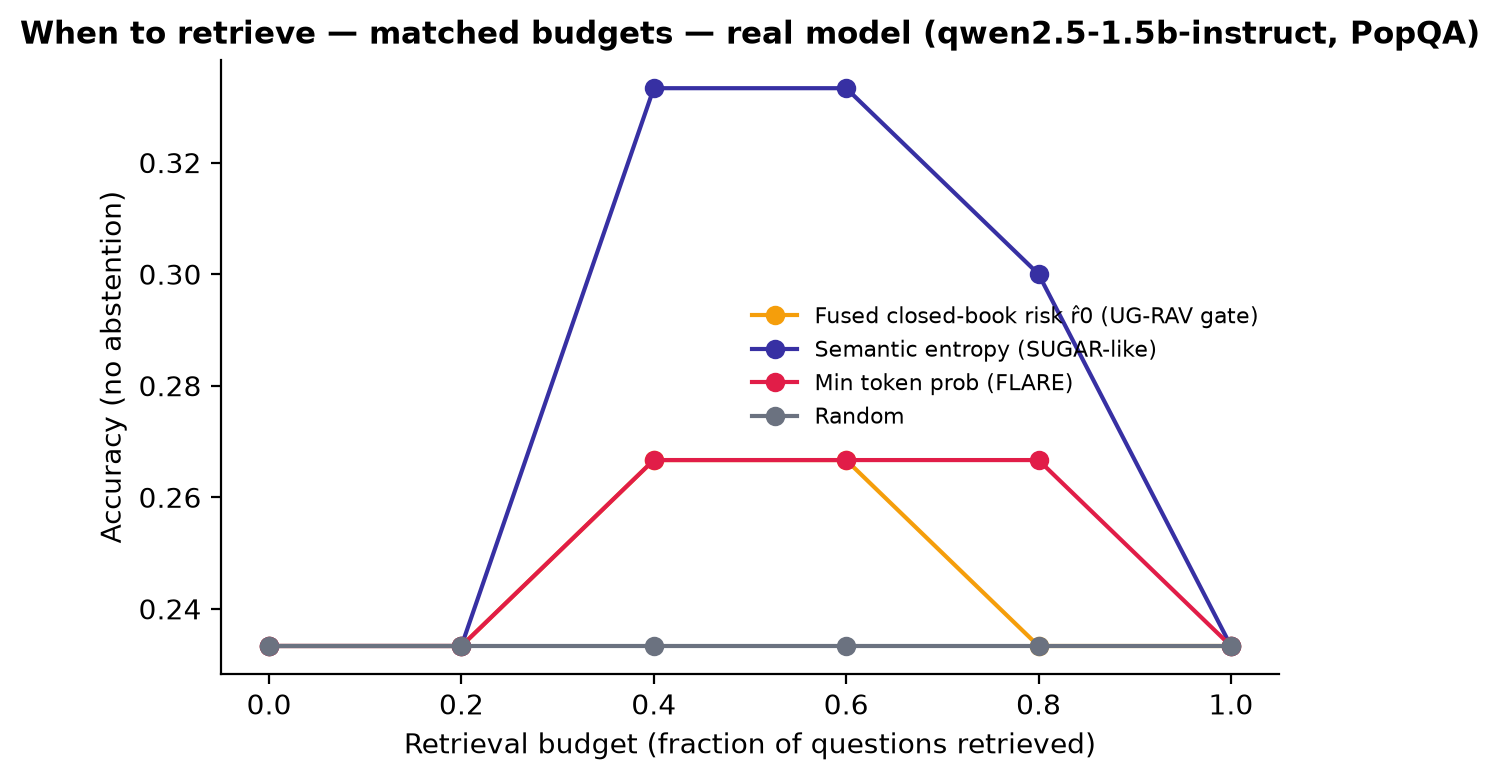 When to retrieve — matched budgets — real model (qwen2.5-1.5b-instruct, PopQA)
Accuracy (no abstention)
0.32
0.30
0.28
0.26
0.24
Fused closed-book risk r̂0 (UG-RAV gate)
Semantic entropy (SUGAR-like)
Min token prob (FLARE)
Random
0.0 0.2 0.4 0.6 0.8 1.0
Retrieval budget (fraction of questions retrieved)